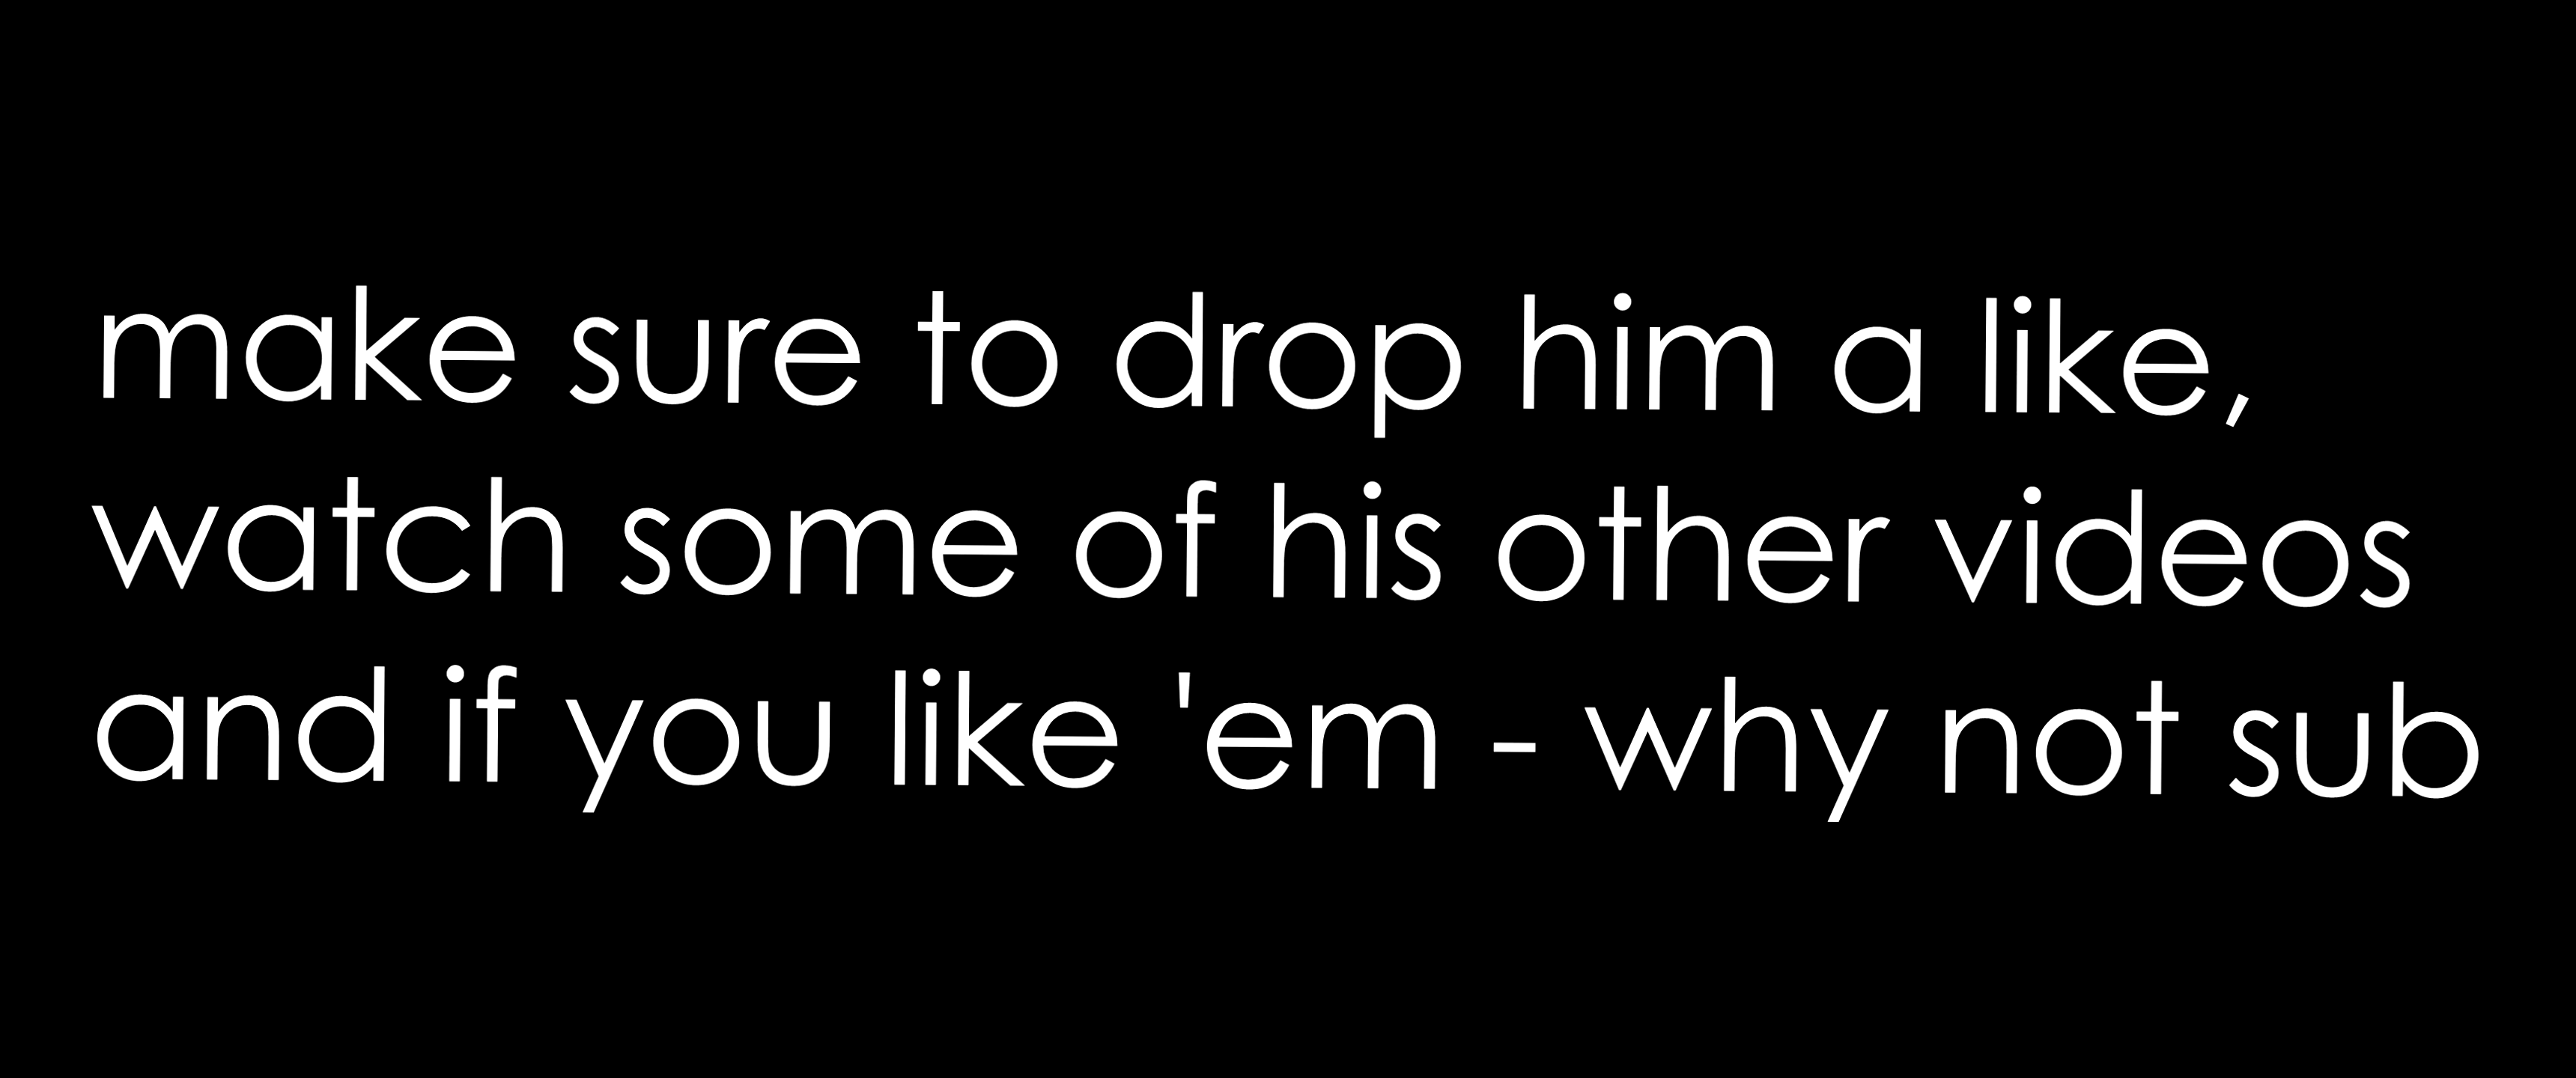 make sure to drop him a like,
watch some of his other videos
and if you like 'em - why not sub